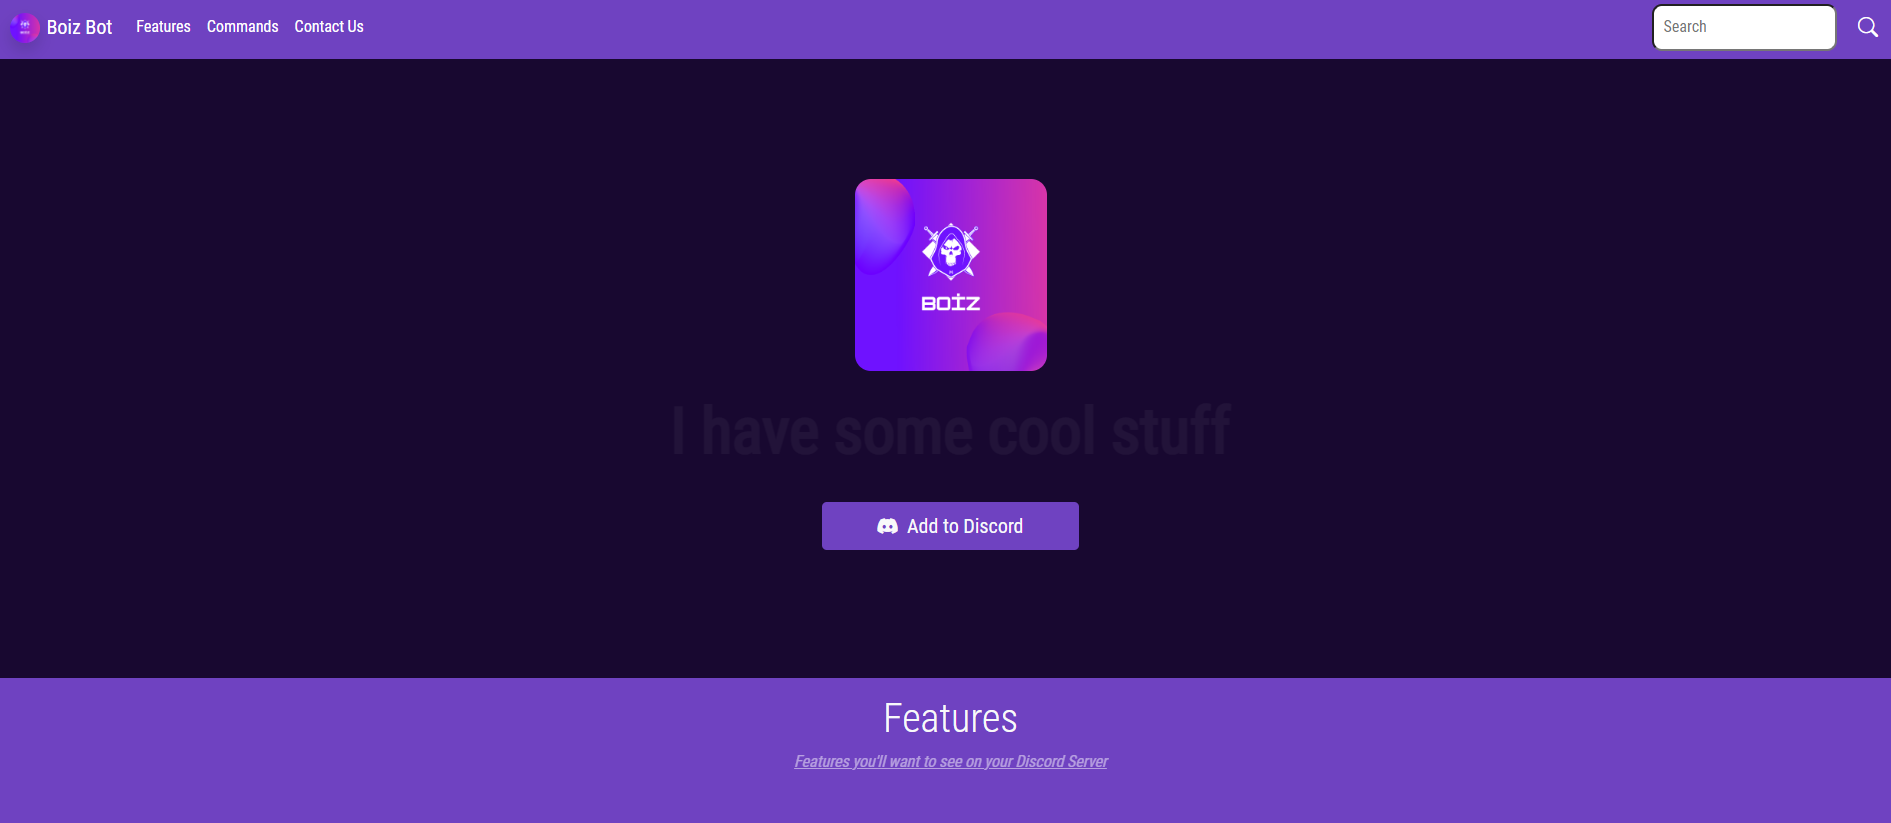 Boiz Bot Features Commands Contact Us Search
BOIZ
I have some cool stuff
Add to Discord
Features
Features you'll want to see on your Discord Server